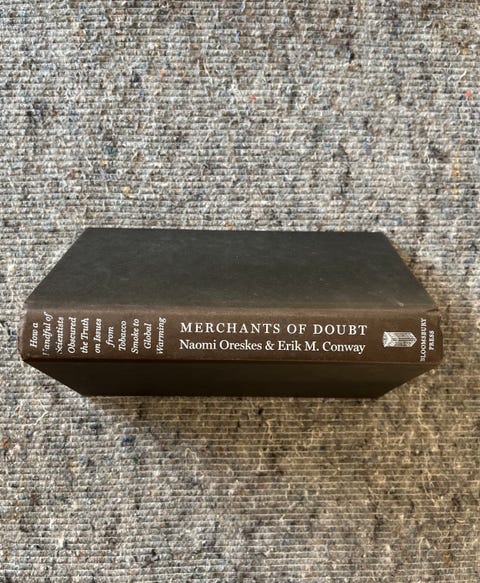 How a
Handful of
Scientists
Obscured
the Truth
on Issues
from
Tobacco
Smoke to
Global
Warming
MERCHANTS OF DOUBT
Naomi Oreskes & Erik M. Conway
BLOOMSBURY
PRESS